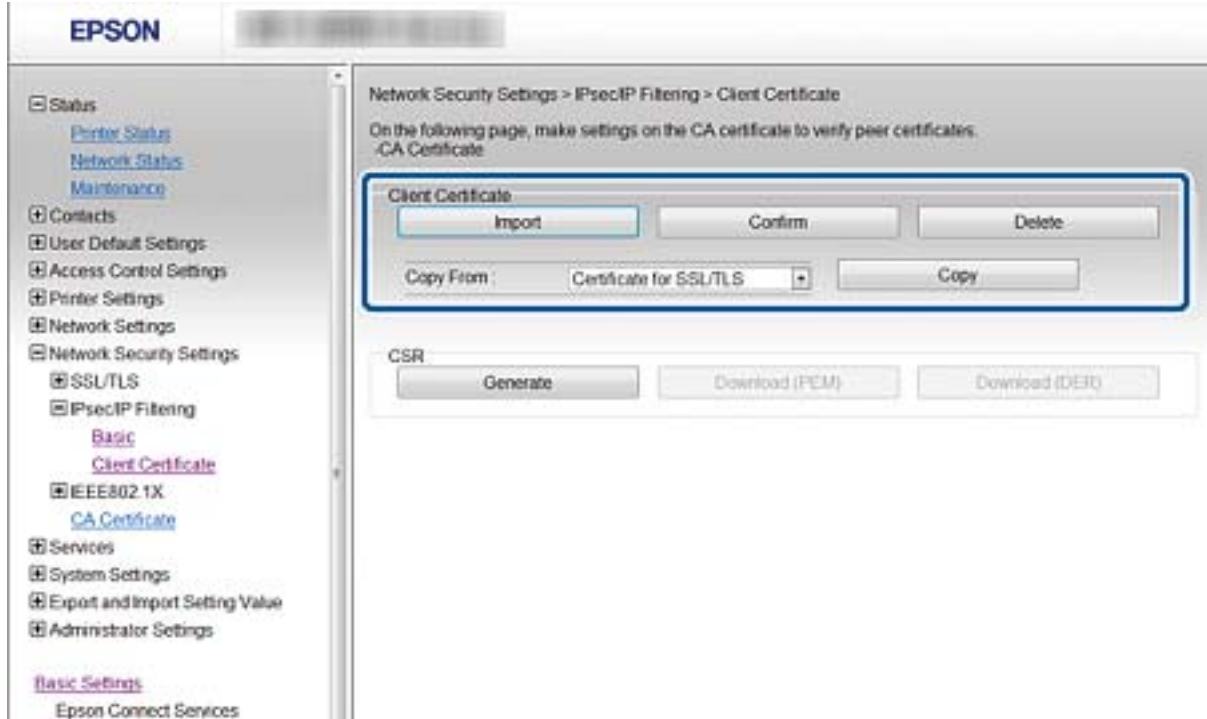 EPSON
Status
Printer Status
Network Status
Maintenance
Contacts
User Default Settings
Access Control Settings
Printer Settings
Network Settings
Network Security Settings
SSL/TLS
IPsec/IP Filtering
Basic
Client Certificate
IEEE802.1X
CA Certificate
Services
System Settings
Export and Import Setting Value
Administrator Settings
Basic Settings
Epson Connect Services
Network Security Settings > IPsec/IP Filtering > Client Certificate
On the following page, make settings on the CA certificate to verify peer certificates.
-CA Certificate
Client Certificate
Import Confirm Delete
Copy From : Certificate for SSL/TLS Copy
CSR
Generate Download (PEM) Download (DER)